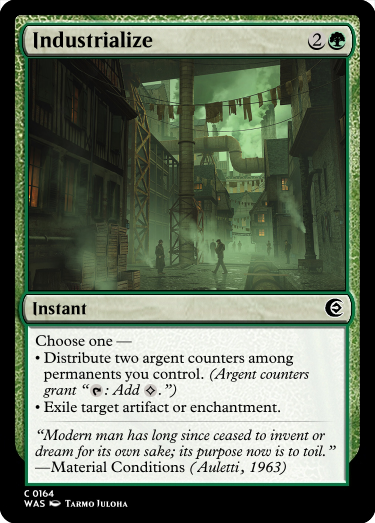 Industrialize 2
Instant
Choose one —
• Distribute two argent counters among
permanents you control. (Argent counters
grant “: Add .”)
• Exile target artifact or enchantment.
“Modern man has long since ceased to invent or
dream for its own sake; its purpose now is to toil.”
—Material Conditions (Auletti, 1963)
C 0164
WAS Tarmo Juloha